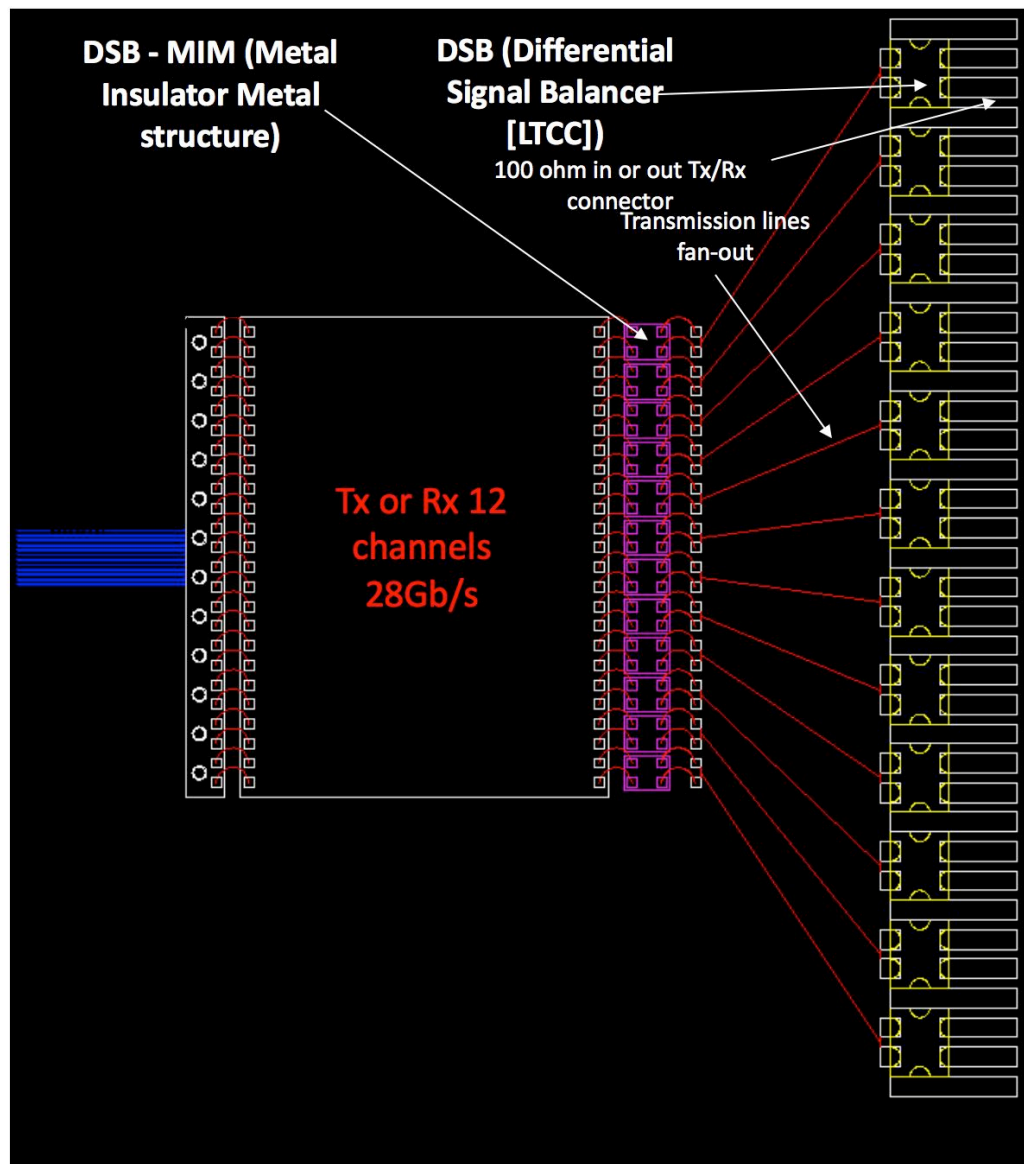 DSB - MIM (Metal
Insulator Metal
structure)
DSB (Differential
Signal Balancer
[LTCC])
100 ohm in or out Tx/Rx
connector
Transmission lines
fan-out
Tx or Rx 12
channels
28Gb/s